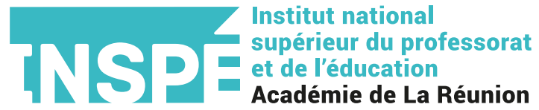 INSPÉ
Institut national
supérieur du professorat
et de l'éducation
Académie de La Réunion